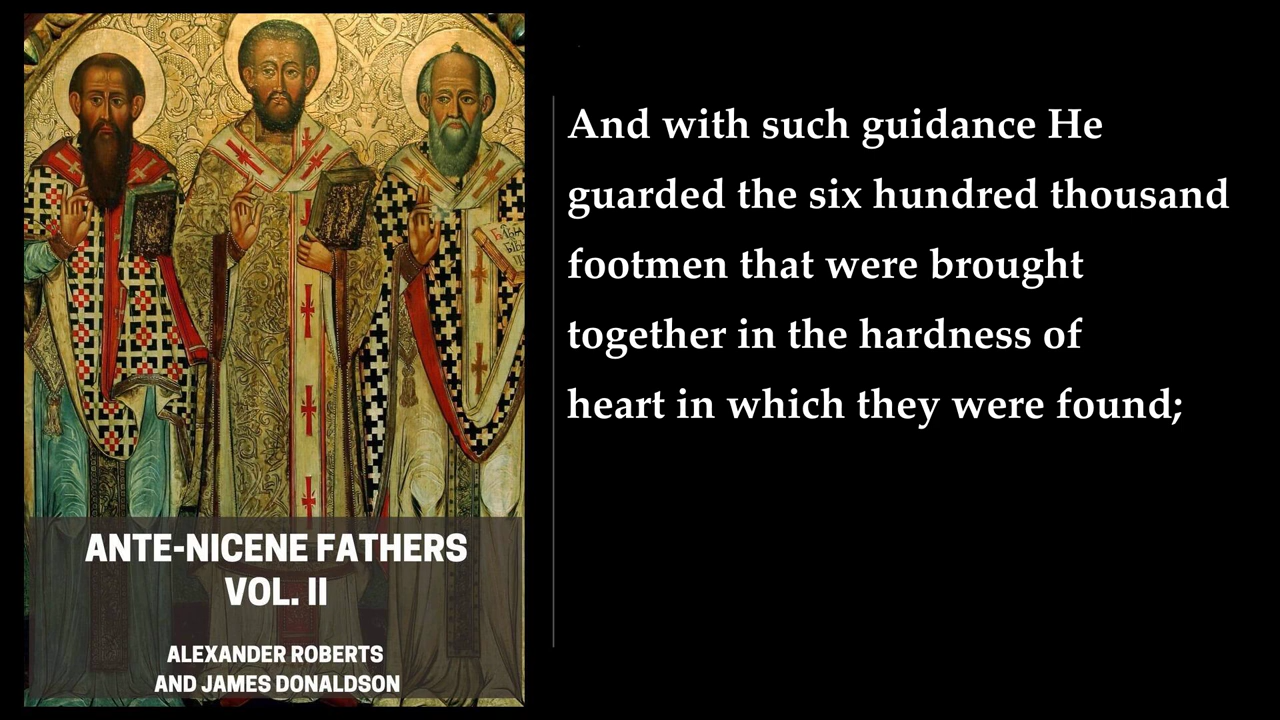 And with such guidance He
guarded the six hundred thousand
footmen that were brought
together in the hardness of
heart in which they were found;
ANTE-NICENE FATHERS
VOL. II
ALEXANDER ROBERTS
AND JAMES DONALDSON